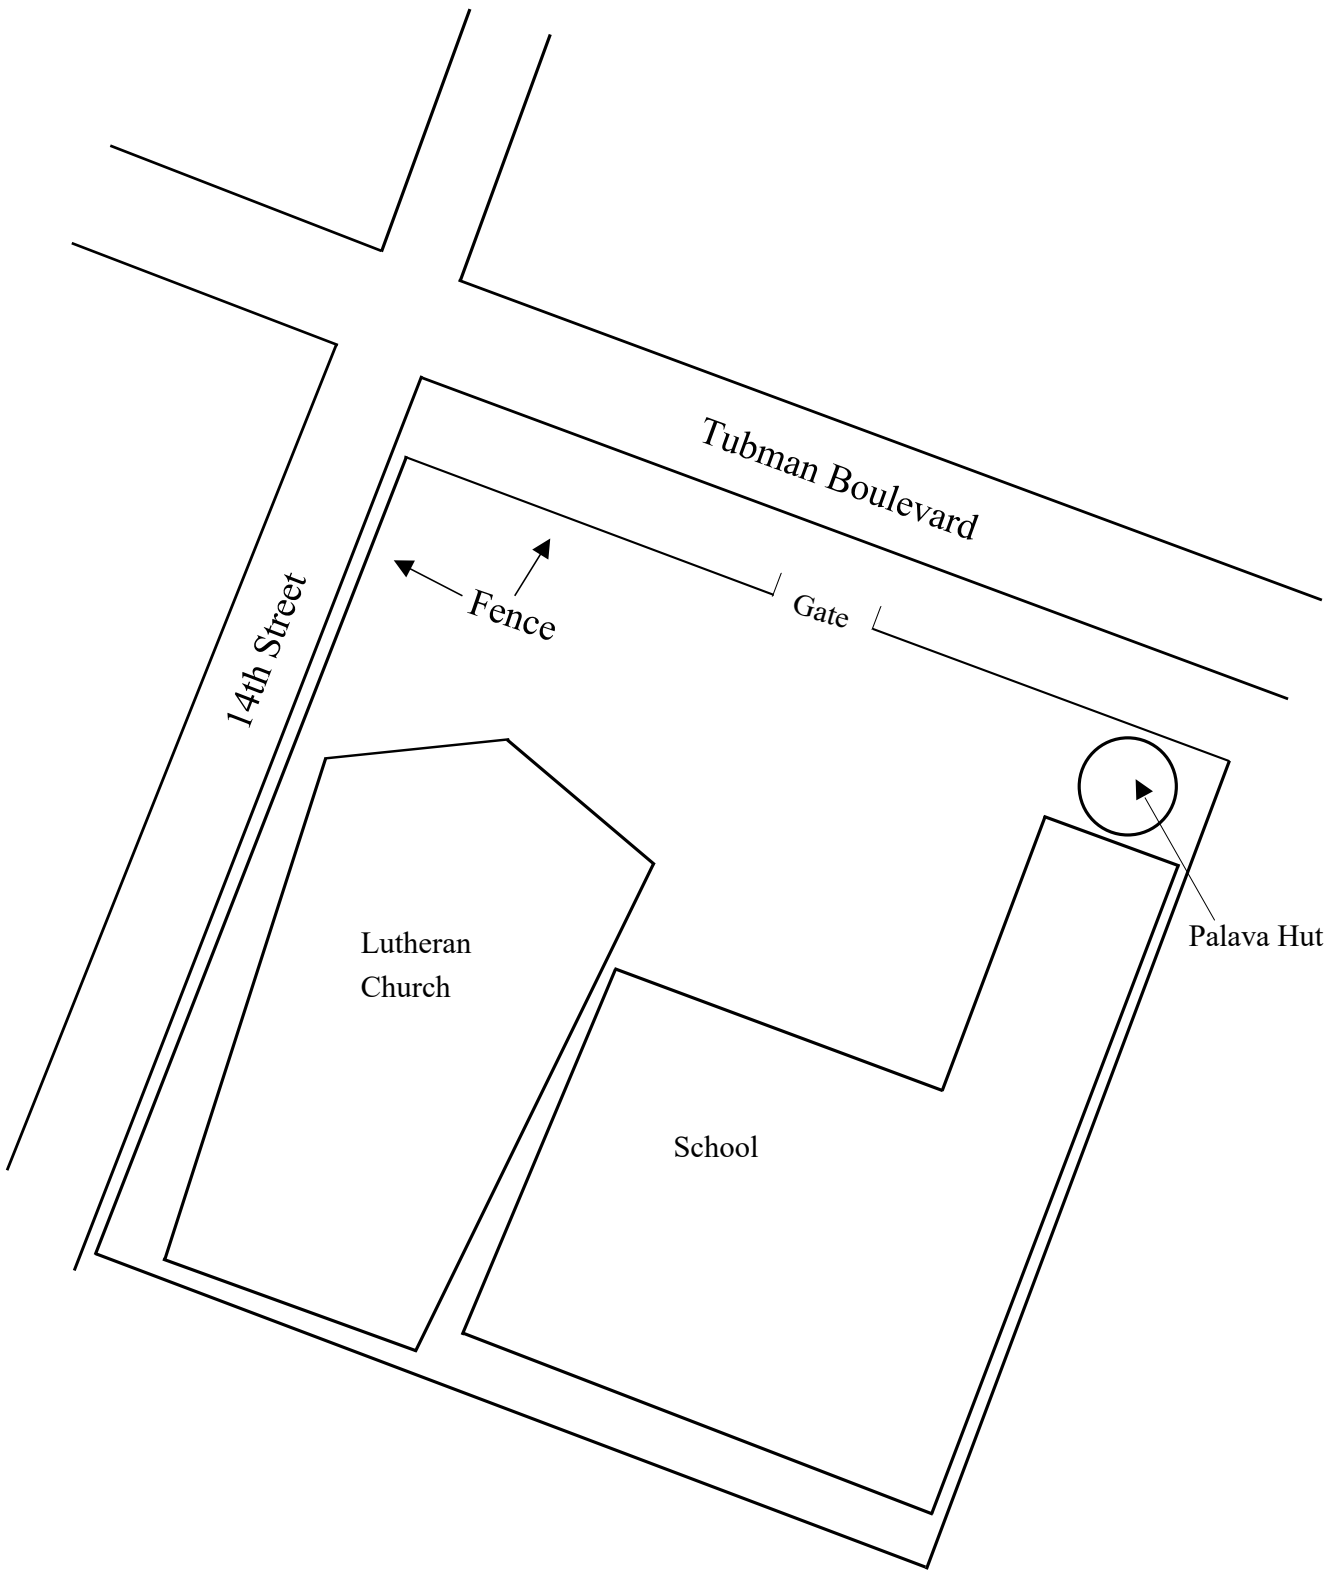 Tubman Boulevard
14th Street
Fence
Gate
Lutheran
Church
Palava Hut
School